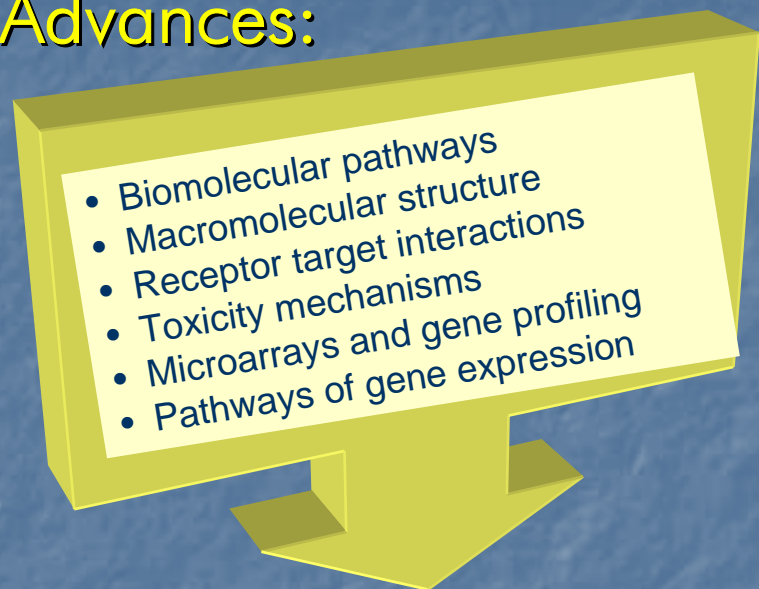 Advances:
• Biomolecular pathways
• Macromolecular structure
• Receptor target interactions
• Toxicity mechanisms
• Microarrays and gene profiling
• Pathways of gene expression